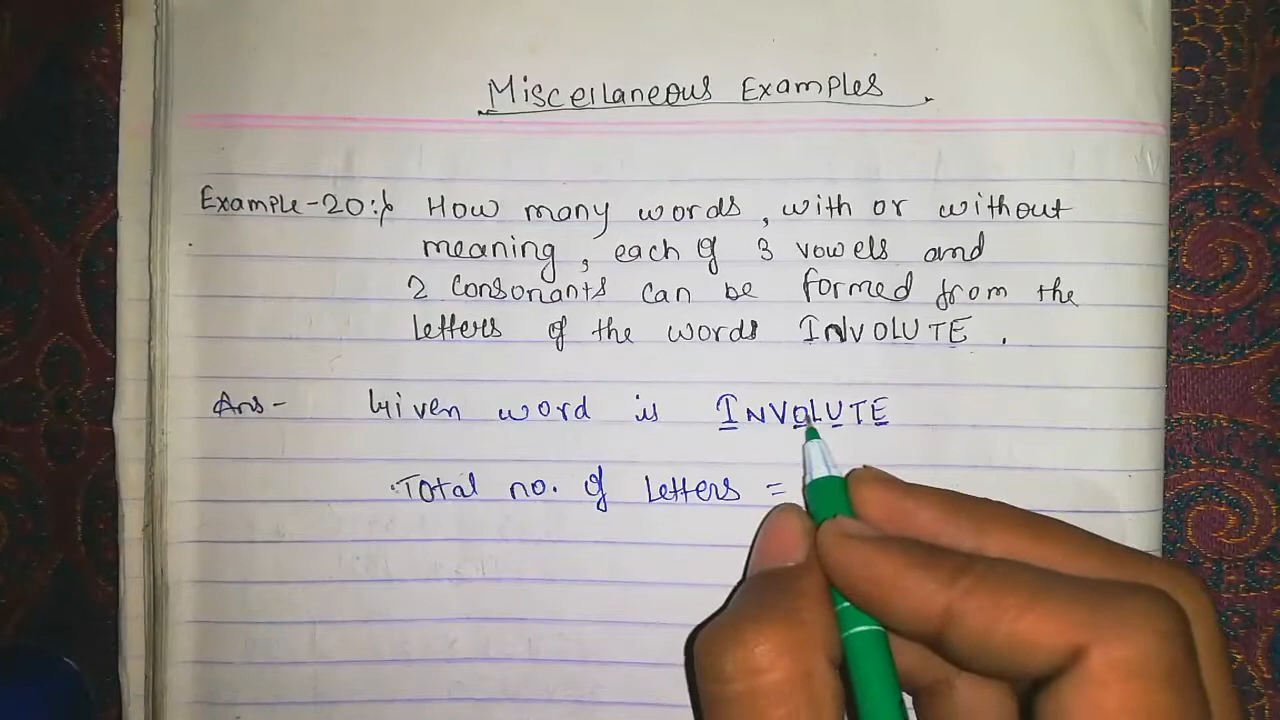 Miscellaneous Examples
Example-20:% How many words, with or without
meaning, each of 3 vowels and
2 Consonants can be formed from the
Letters of the words INVOLUTE.
Ans- Given word is INVOLUTE
Total no. of Letters =